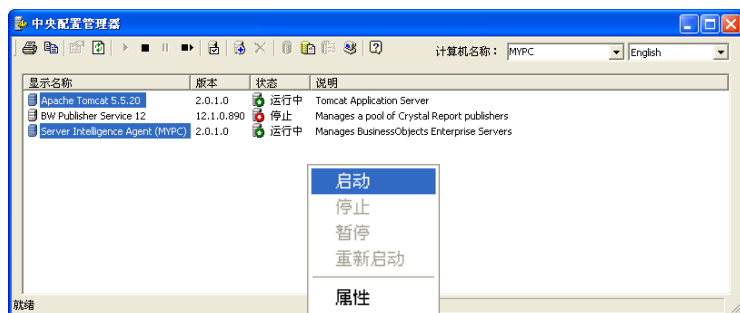 中央配置管理器
计算机名称： MYPC English
显示名称 版本 状态 说明
Apache Tomcat 5.5.20 2.0.1.0 运行中 Tomcat Application Server
BW Publisher Service 12 12.1.0.890 停止 Manages a pool of Crystal Report publishers
Server Intelligence Agent (MYPC) 2.0.1.0 运行中 Manages BusinessObjects Enterprise Servers
启动
停止
暂停
重新启动
属性
就绪